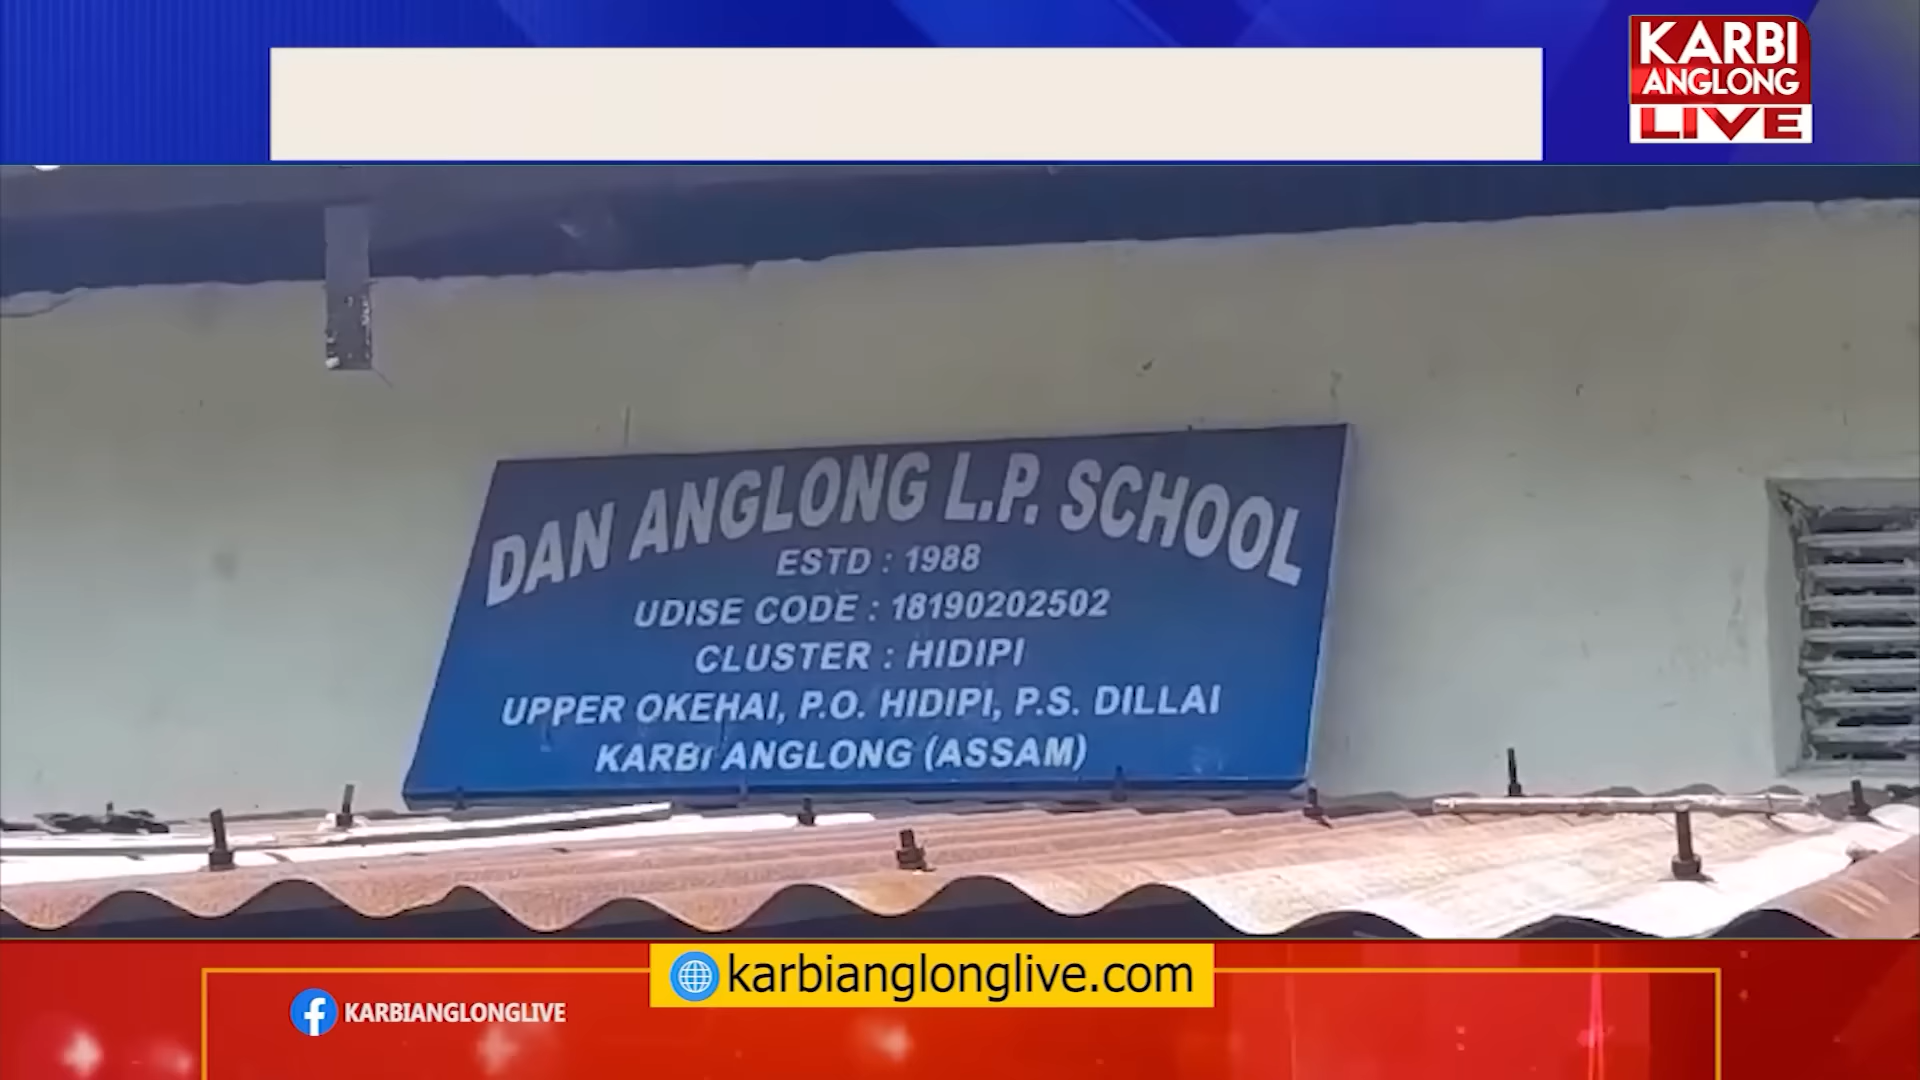 KARBI
ANGLONG
LIVE
DAN ANGLONG L.P. SCHOOL
ESTD : 1988
UDISE CODE : 18190202502
CLUSTER : HIDIPI
UPPER OKEHAI, P.O. HIDIPI, P.S. DILLAI
KARBI ANGLONG (ASSAM)
karbianglonglive.com
KARBIANGLONGLIVE